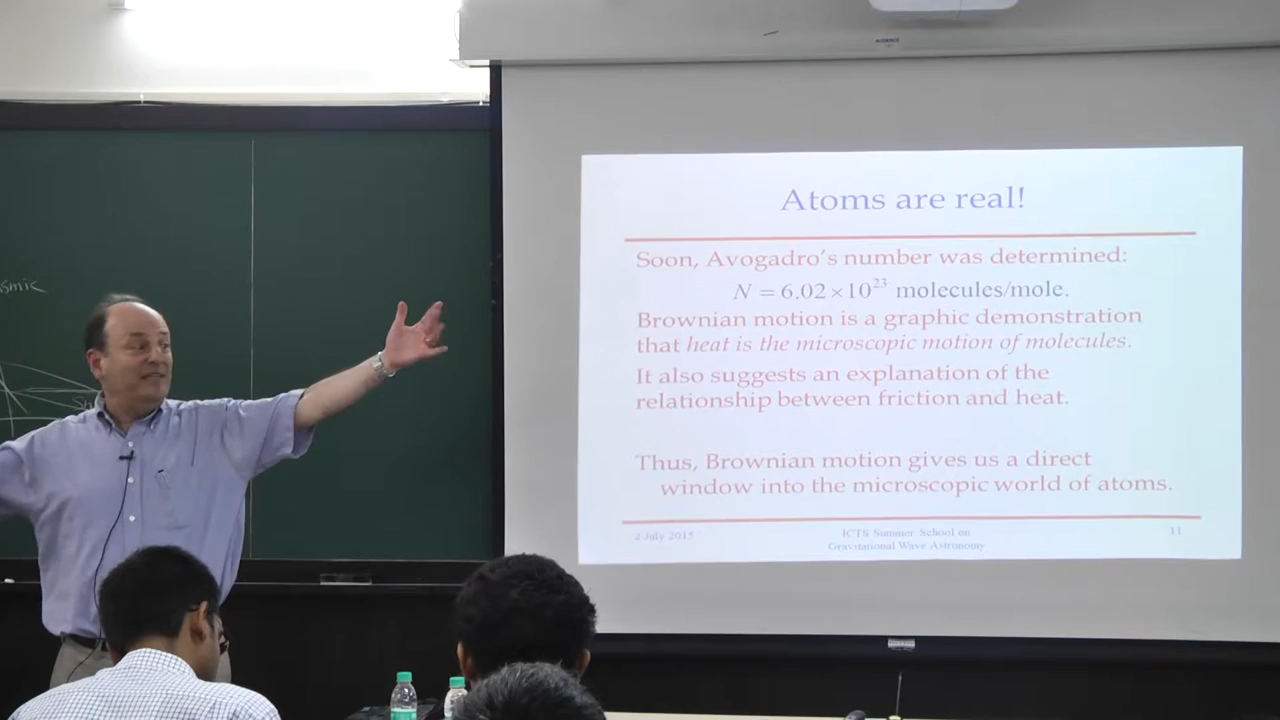 Atoms are real!
Soon, Avogadro's number was determined:
N = 6.02×10²³ molecules/mole.
Brownian motion is a graphic demonstration
that heat is the microscopic motion of molecules.
It also suggests an explanation of the
relationship between friction and heat.
Thus, Brownian motion gives us a direct
window into the microscopic world of atoms.
2 July 2015
ICTS Summer School on
Gravitational Wave Astronomy
11